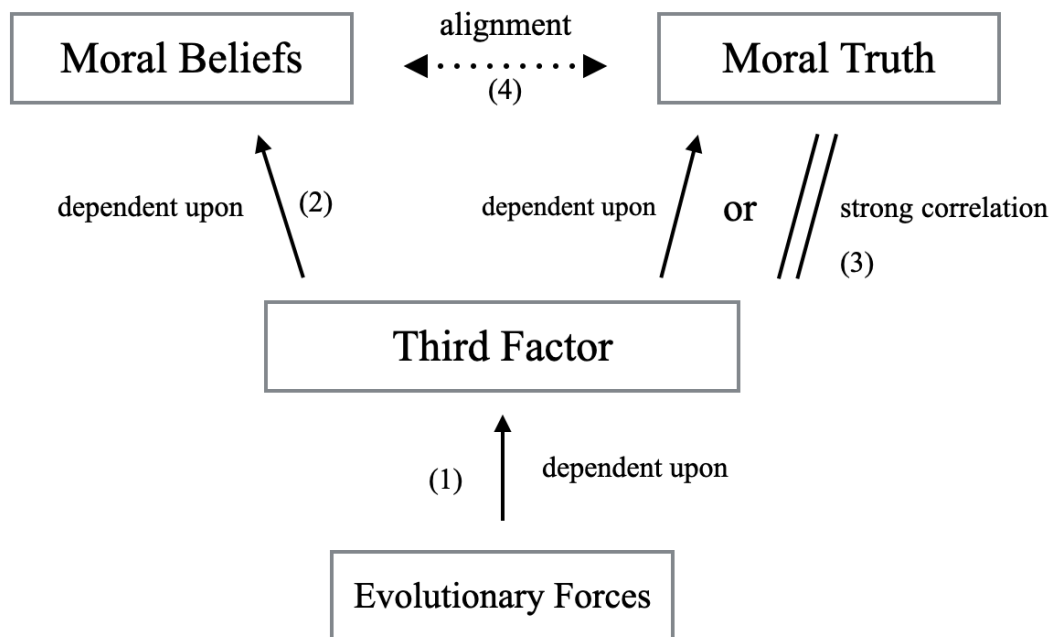 alignment
Moral Beliefs
Moral Truth
(4)
dependent upon
(2)
dependent upon
or
strong correlation
(3)
Third Factor
(1)
dependent upon
Evolutionary Forces